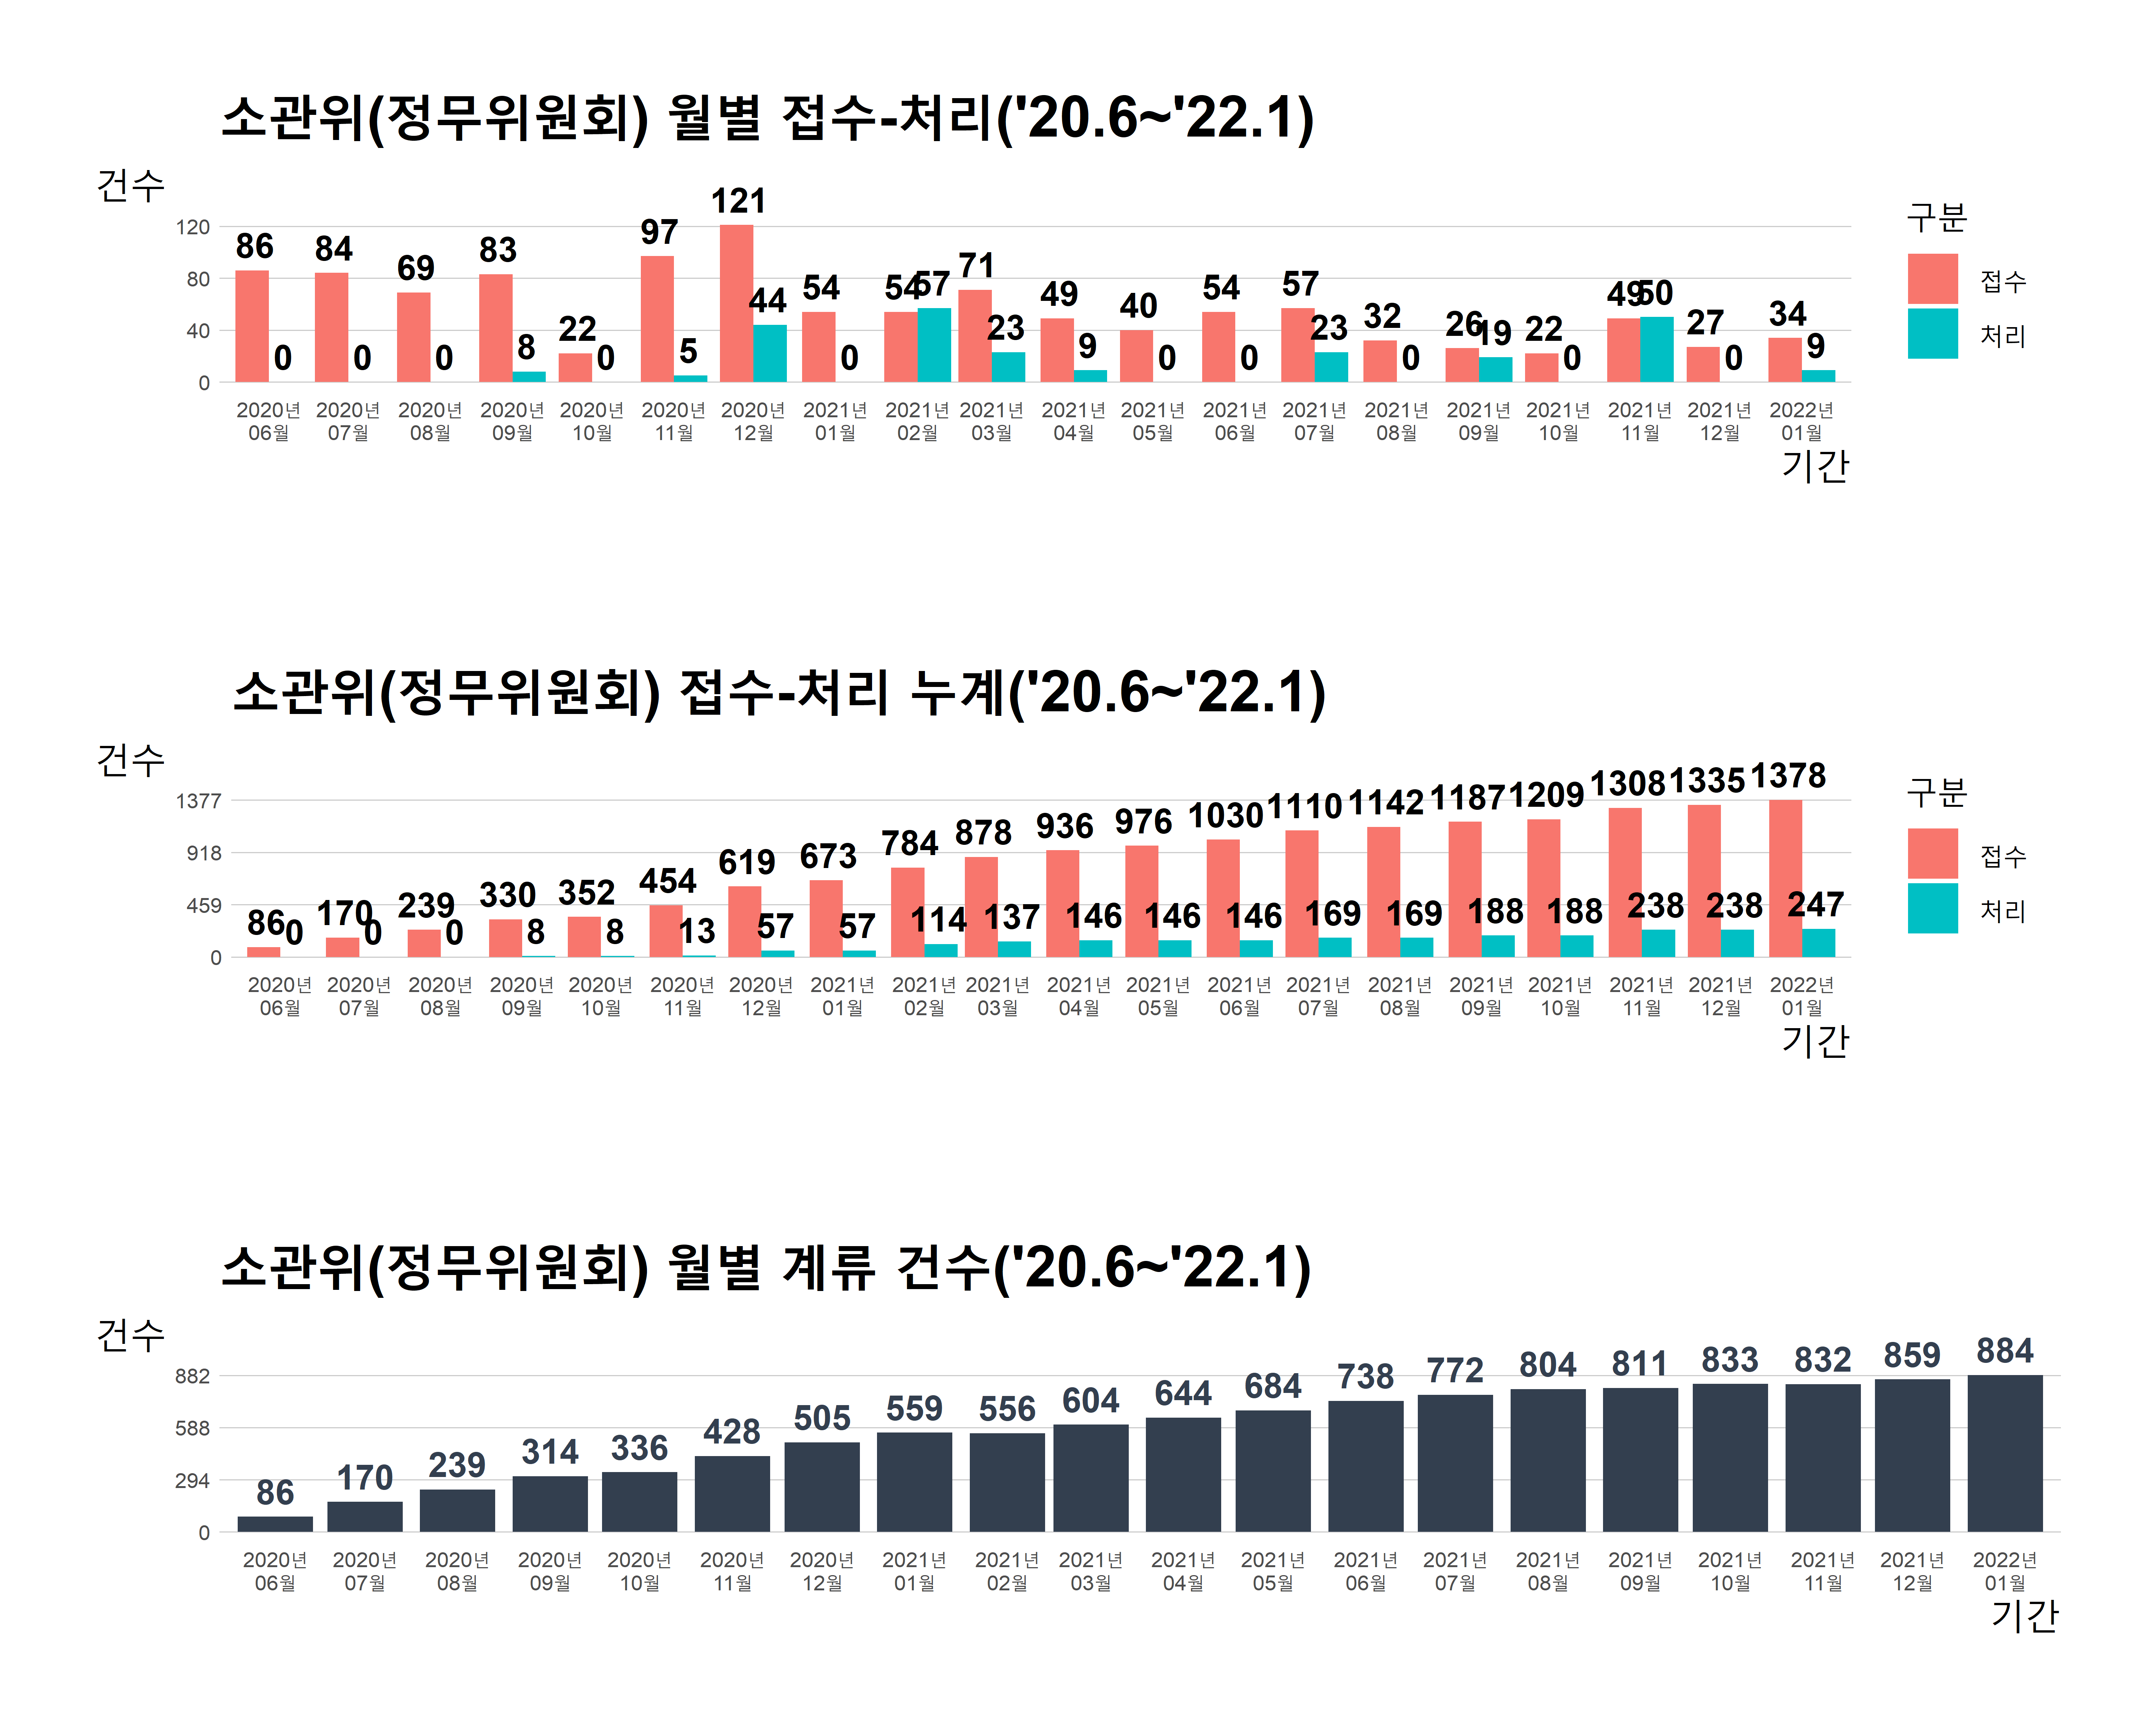 소관위(정무위원회) 월별 접수-처리('20.6~'22.1)
건수
120
80
40
0
86 0 84 0 69 0 83 8 22 0 97 5 121 44 54 0 54 57 71 23 49 9 40 0 54 0 57 23 32 0 26 19 22 0 49 50 27 0 34 9
2020년 2020년 2020년 2020년 2020년 2020년 2020년 2021년 2021년 2021년 2021년 2021년 2021년 2021년 2021년 2021년 2021년 2021년 2021년 2022년
06월 07월 08월 09월 10월 11월 12월 01월 02월 03월 04월 05월 06월 07월 08월 09월 10월 11월 12월 01월
기간
구분
접수
처리
소관위(정무위원회) 접수-처리 누계('20.6~'22.1)
건수
1377
918
459
0
86 0 170 0 239 0 330 8 352 8 454 13 619 57 673 57 784 114 878 137 936 146 976 146 1030 146 1110 169 1142 169 1187 188 1209 188 1308 238 1335 238 1378 247
2020년 2020년 2020년 2020년 2020년 2020년 2020년 2021년 2021년 2021년 2021년 2021년 2021년 2021년 2021년 2021년 2021년 2021년 2021년 2022년
06월 07월 08월 09월 10월 11월 12월 01월 02월 03월 04월 05월 06월 07월 08월 09월 10월 11월 12월 01월
기간
구분
접수
처리
소관위(정무위원회) 월별 계류 건수('20.6~'22.1)
건수
882
588
294
0
86 170 239 314 336 428 505 559 556 604 644 684 738 772 804 811 833 832 859 884
2020년 2020년 2020년 2020년 2020년 2020년 2020년 2021년 2021년 2021년 2021년 2021년 2021년 2021년 2021년 2021년 2021년 2021년 2021년 2022년
06월 07월 08월 09월 10월 11월 12월 01월 02월 03월 04월 05월 06월 07월 08월 09월 10월 11월 12월 01월
기간